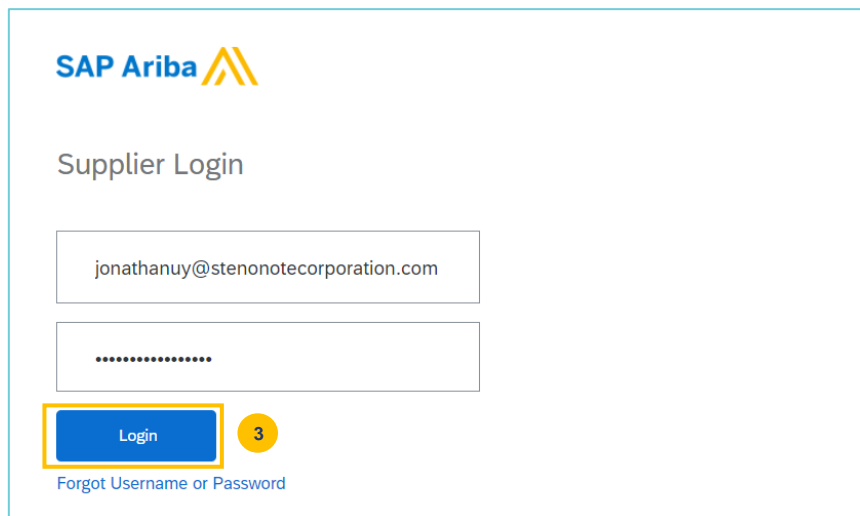 SAP Ariba
Supplier Login
jonathanuy@stenonotecorporation.com
•••••••••••••••••
Login
3
Forgot Username or Password